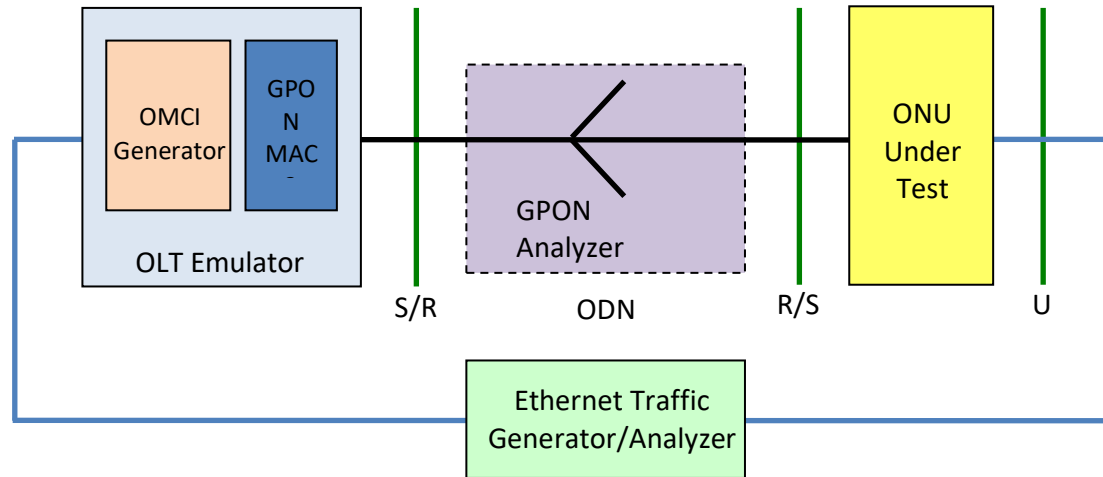 OMCI
Generator
GPO
N
MAC
OLT Emulator
S/R
GPON
Analyzer
ODN
R/S
ONU
Under
Test
U
Ethernet Traffic
Generator/Analyzer